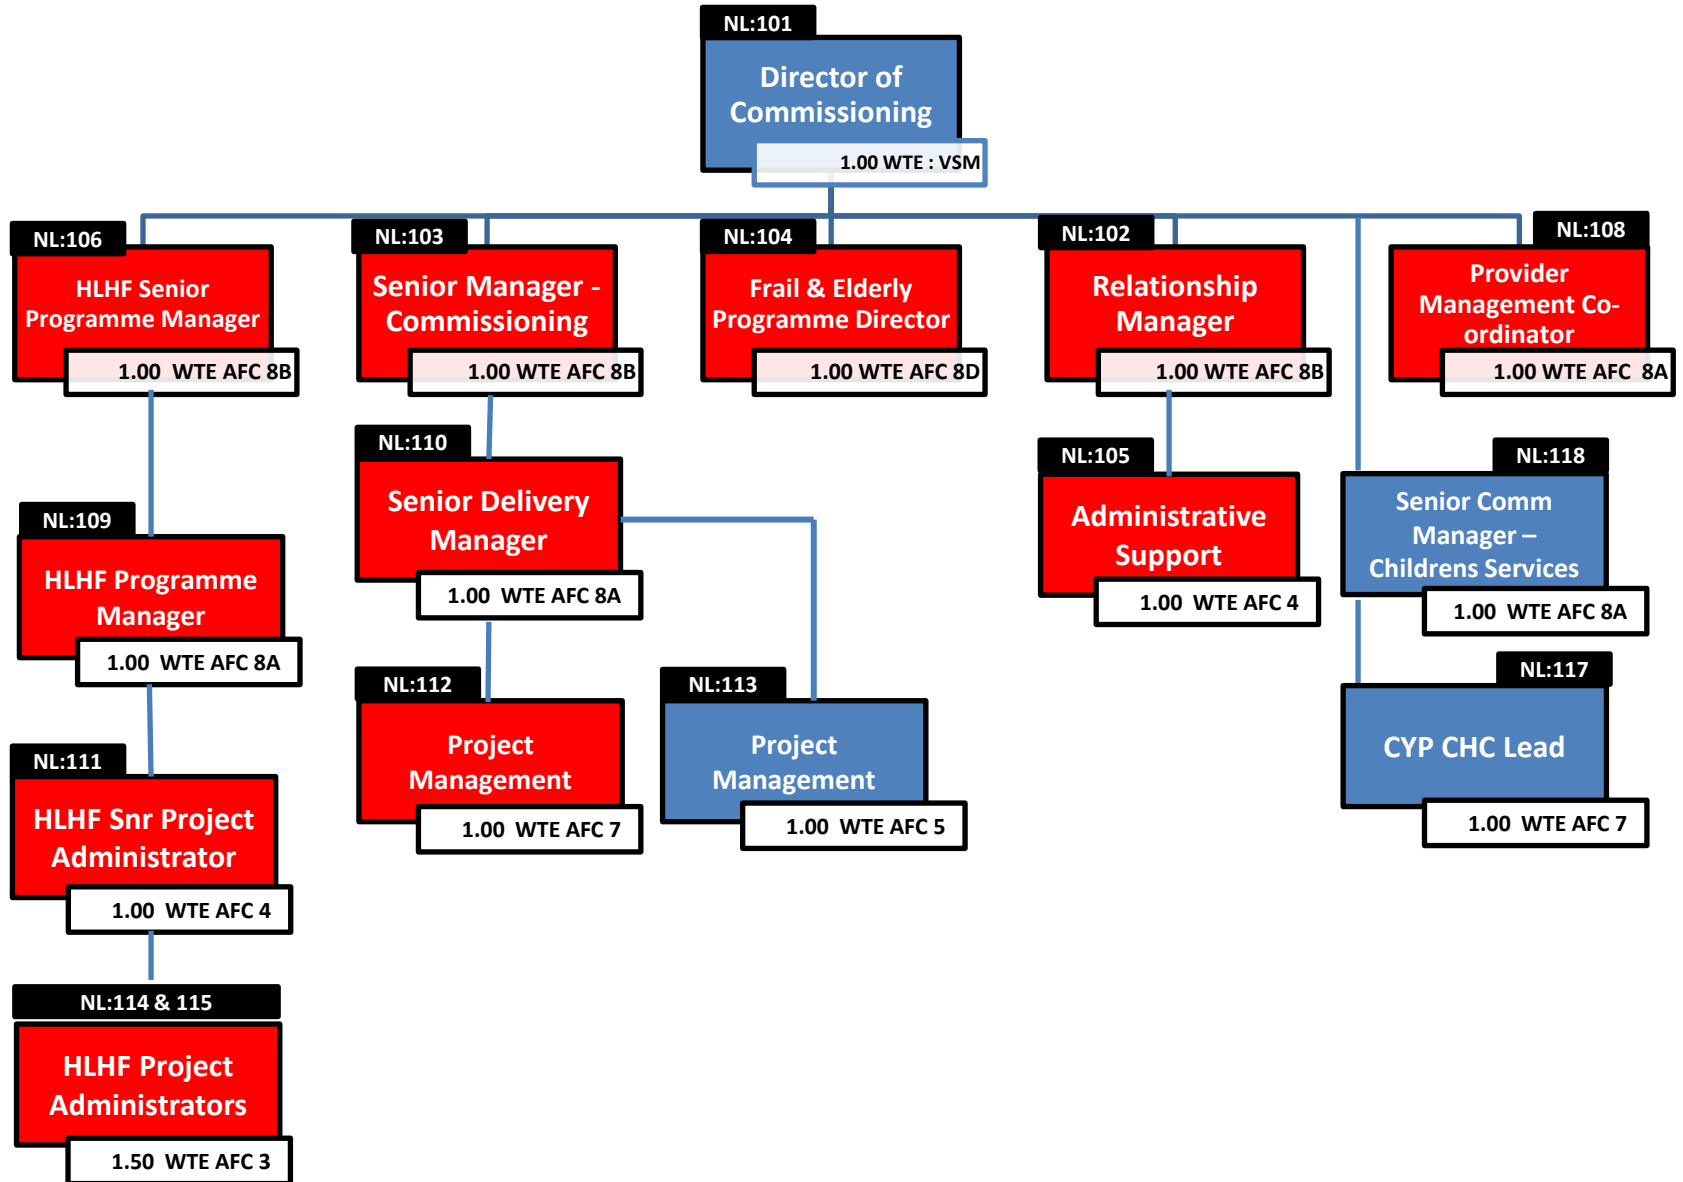 NL:101
Director of
Commissioning
1.00 WTE : VSM
NL:106
HLHF Senior
Programme Manager
1.00 WTE AFC 8B
NL:103
Senior Manager -
Commissioning
1.00 WTE AFC 8B
NL:104
Frail & Elderly
Programme Director
1.00 WTE AFC 8D
NL:102
Relationship
Manager
1.00 WTE AFC 8B
NL:108
Provider
Management Co-
ordinator
1.00 WTE AFC 8A
NL:109
HLHF Programme
Manager
1.00 WTE AFC 8A
NL:110
Senior Delivery
Manager
1.00 WTE AFC 8A
NL:105
Administrative
Support
1.00 WTE AFC 4
NL:118
Senior Comm
Manager –
Childrens Services
1.00 WTE AFC 8A
NL:111
HLHF Snr Project
Administrator
1.00 WTE AFC 4
NL:112
Project
Management
1.00 WTE AFC 7
NL:113
Project
Management
1.00 WTE AFC 5
NL:117
CYP CHC Lead
1.00 WTE AFC 7
NL:114 & 115
HLHF Project
Administrators
1.50 WTE AFC 3